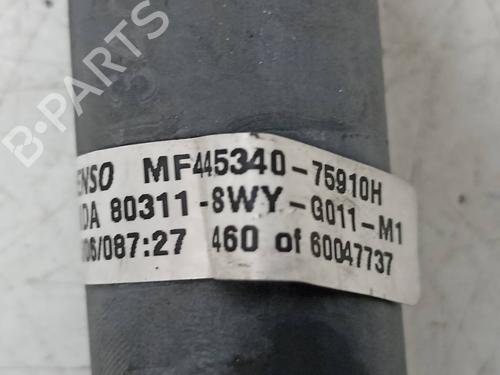 B-PARTS
ENSO MF445340-75910H
DA 80311-8WY-G011-M1
/06/087:27 460 of 60047737